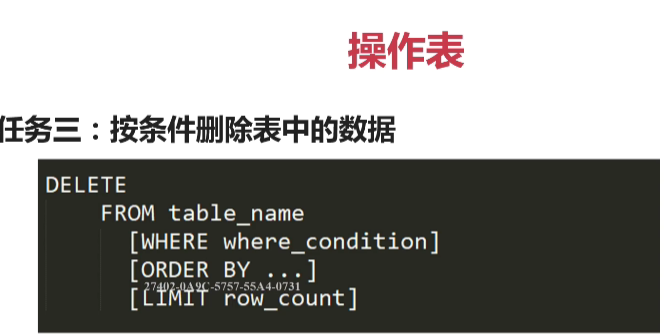 操作表
任务三：按条件删除表中的数据
DELETE
FROM table_name
[WHERE where_condition]
[ORDER BY ...]
27402-0A9C-5757-55A4-0731
[LIMIT row_count]